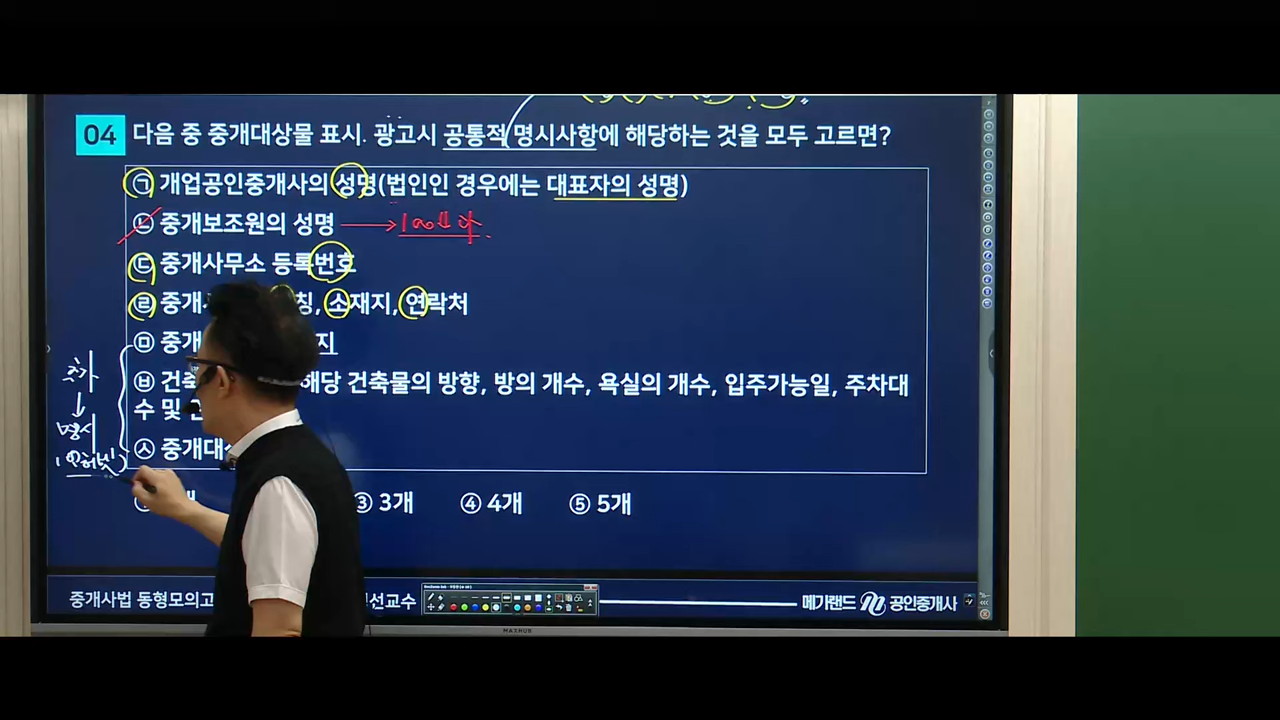 04 다음 중 중개대상물 표시. 광고시 공통적 명시사항에 해당하는 것을 모두 고르면?
㉠ 개업공인중개사의 성명(법인인 경우에는 대표자의 성명)
㉡ 중개보조원의 성명 → 100↓과
㉢ 중개사무소 등록번호
㉣ 중개 칭, 소재지, 연락처
㉤ 중개 지
㉥ 건축 해당 건축물의 방향, 방의 개수, 욕실의 개수, 입주가능일, 주차대
수 및
㉦ 중개대
추가
↓
명시
③ 3개 ④ 4개 ⑤ 5개
중개사법 동형모의고 선교수
메가랜드 공인중개사
MAXHUB